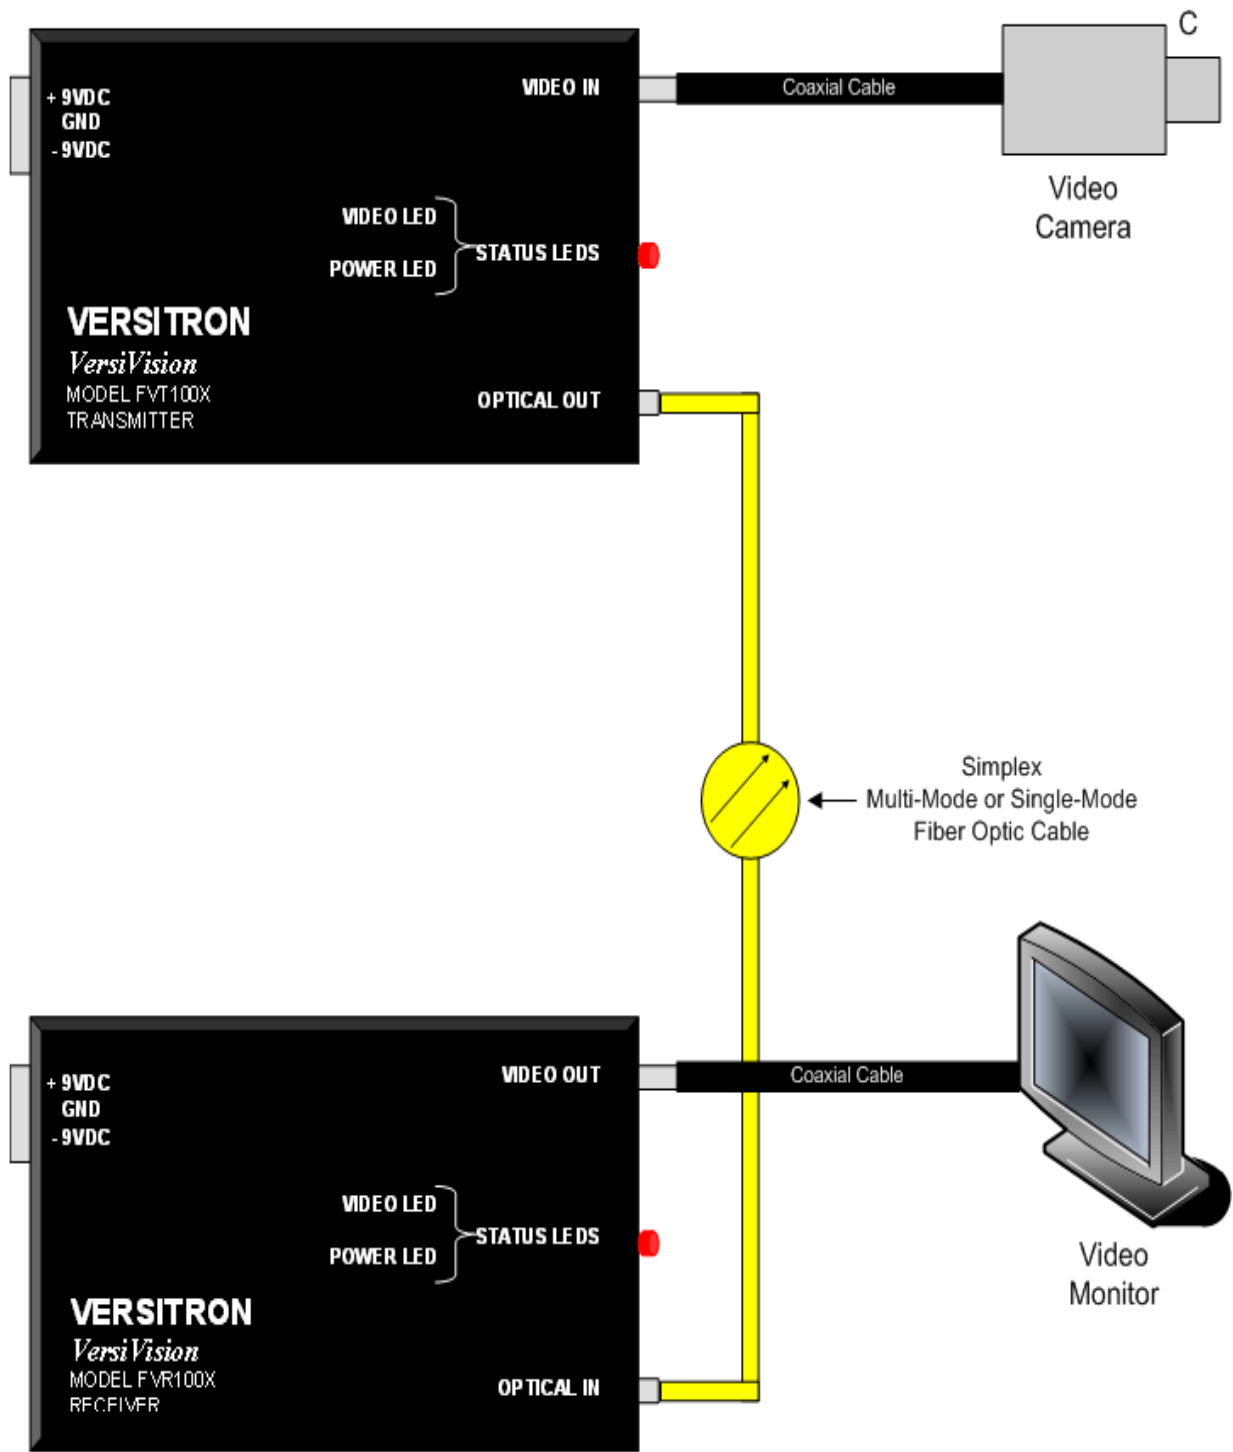 C
VIDEO IN
Coaxial Cable
+ 9VDC
GND
- 9VDC
Video
Camera
VIDEO LED
STATUS LEDS
POWER LED
VERSITRON
VersiVision
MODEL FVT100X
TRANSMITTER
OPTICAL OUT
Simplex
Multi-Mode or Single-Mode
Fiber Optic Cable
VIDEO OUT
Coaxial Cable
+ 9VDC
GND
- 9VDC
VIDEO LED
STATUS LEDS
POWER LED
Video
Monitor
VERSITRON
VersiVision
MODEL FVR100X
RECEIVER
OPTICAL IN